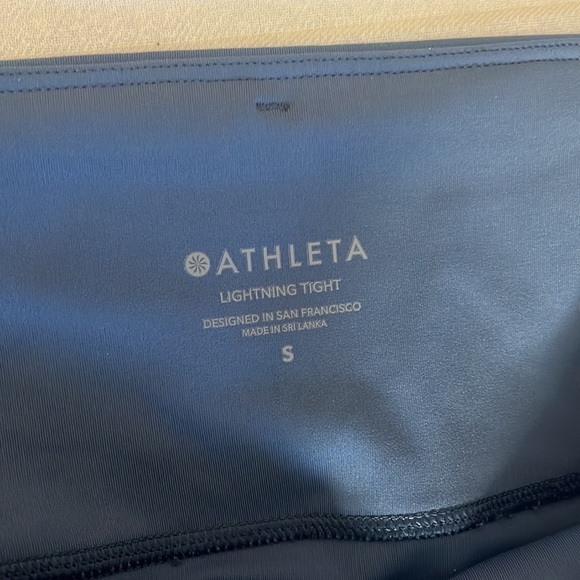 ATHLETA
LIGHTNING TIGHT
DESIGNED IN SAN FRANCISCO
MADE IN SRI LANKA
S